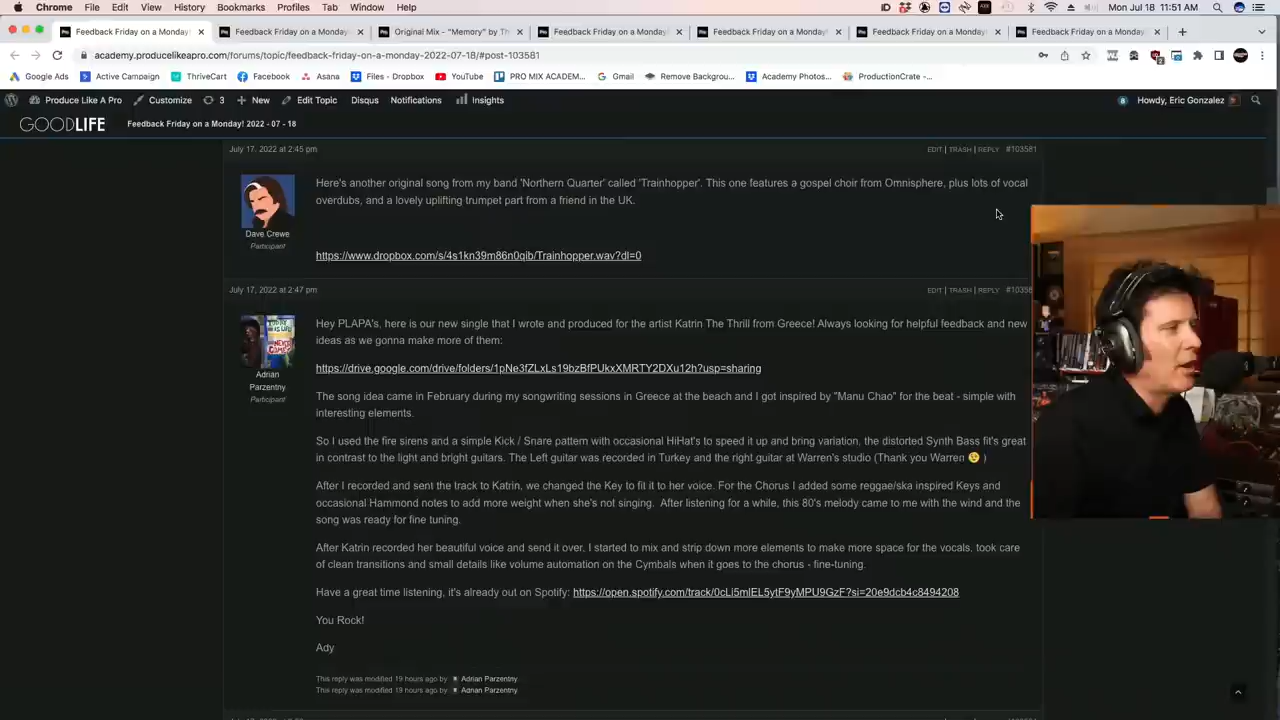 Chrome File Edit View History Bookmarks Profiles Tab Window Help Mon Jul 18 11:51 AM
Feedback Friday on a Monday! Feedback Friday on a Monday! Original Mix - "Memory" by Th Feedback Friday on a Monday! Feedback Friday on a Monday! Feedback Friday on a Monday! Feedback Friday on a Monday!
academy.producelikeapro.com/forums/topic/feedback-friday-on-a-monday-2022-07-18/#post-103581
Google Ads Active Campaign ThriveCart Facebook Asana Files - Dropbox YouTube PRO MIX ACADEM... Gmail Remove Backgrou... Academy Photos... ProductionCrate -...
Produce Like A Pro Customize 3 New Edit Topic Disqus Notifications Insights 8 Howdy, Eric Gonzalez
GOODLIFE Feedback Friday on a Monday! 2022 - 07 - 18
July 17, 2022 at 2:45 pm EDIT | TRASH | REPLY #103581
Here's another original song from my band 'Northern Quarter' called 'Trainhopper'. This one features a gospel choir from Omnisphere, plus lots of vocal
overdubs, and a lovely uplifting trumpet part from a friend in the UK.
Dave Crewe
Participant
https://www.dropbox.com/s/4s1kn39m86n0qib/Trainhopper.wav?dl=0
July 17, 2022 at 2:47 pm EDIT | TRASH | REPLY #10358
Hey PLAPA's, here is our new single that I wrote and produced for the artist Katrin The Thrill from Greece! Always looking for helpful feedback and new
ideas as we gonna make more of them:
Adrian
Parzentny
Participant
https://drive.google.com/drive/folders/1pNe3fZLxLs19bzBfPUkxXMRTY2DXu12h?usp=sharing
The song idea came in February during my songwriting sessions in Greece at the beach and I got inspired by "Manu Chao" for the beat - simple with
interesting elements.
So I used the fire sirens and a simple Kick / Snare pattern with occasional HiHat's to speed it up and bring variation, the distorted Synth Bass fit's great
in contrast to the light and bright guitars. The Left guitar was recorded in Turkey and the right guitar at Warren's studio (Thank you Warren 😉 )
After I recorded and sent the track to Katrin, we changed the Key to fit it to her voice. For the Chorus I added some reggae/ska inspired Keys and
occasional Hammond notes to add more weight when she's not singing. After listening for a while, this 80's melody came to me with the wind and the
song was ready for fine tuning.
After Katrin recorded her beautiful voice and send it over, I started to mix and strip down more elements to make more space for the vocals. took care
of clean transitions and small details like volume automation on the Cymbals when it goes to the chorus - fine-tuning.
Have a great time listening, it's already out on Spotify: https://open.spotify.com/track/0cLi5mlEL5ytF9yMPU9GzF?si=20e9dcb4c8494208
You Rock!
Ady
This reply was modified 19 hours ago by Adrian Parzentny.
This reply was modified 19 hours ago by Adrian Parzentny.